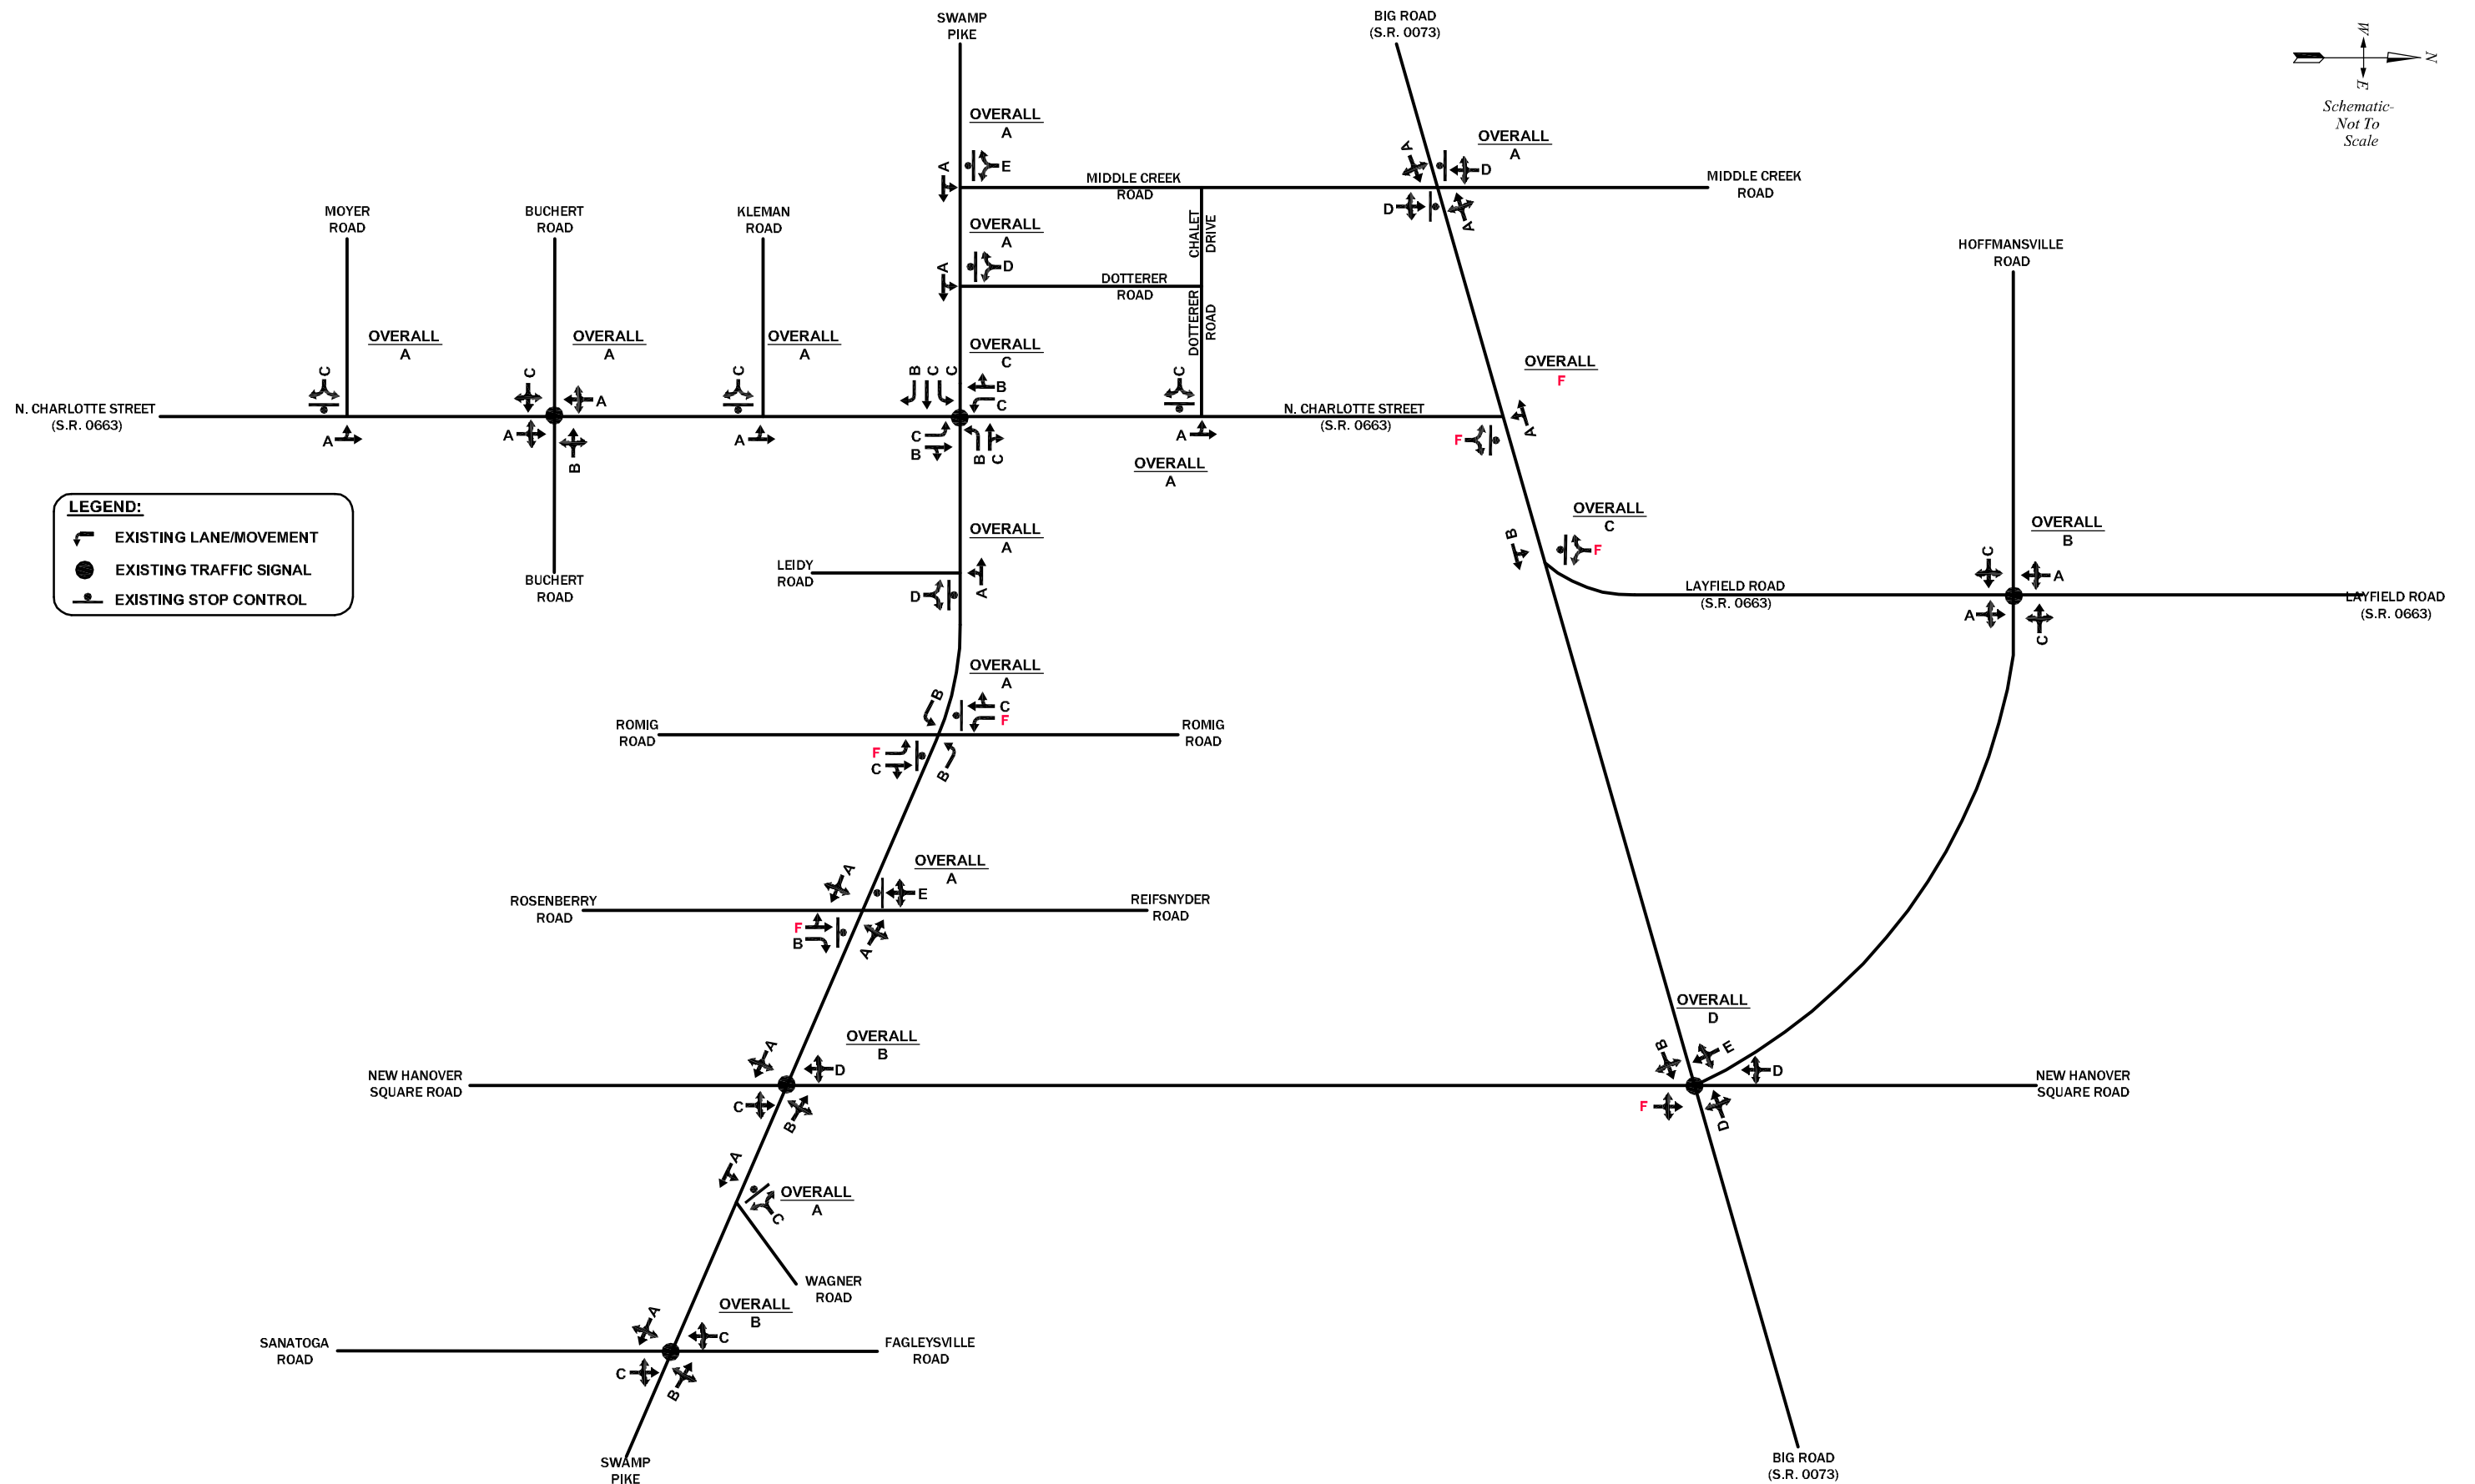 SWAMP
PIKE
BIG ROAD
(S.R. 0073)
W
N
E
Schematic-
Not To
Scale
OVERALL
A
A
E
MIDDLE CREEK
ROAD
A
OVERALL
A
D
D
A
MIDDLE CREEK
ROAD
MOYER
ROAD
BUCHERT
ROAD
KLEMAN
ROAD
OVERALL
A
A
D
CHALET
DRIVE
DOTTERER
ROAD
DOTTERER
ROAD
HOFFMANSVILLE
ROAD
OVERALL
A
OVERALL
A
OVERALL
A
OVERALL
C
OVERALL
F
C
C
A
C
B
C
C
B
C
C
N. CHARLOTTE STREET
(S.R. 0663)
N. CHARLOTTE STREET
(S.R. 0663)
A
A
B
A
C
B
B
C
A
F
A
OVERALL
A
LEGEND:
EXISTING LANE/MOVEMENT
EXISTING TRAFFIC SIGNAL
EXISTING STOP CONTROL
BUCHERT
ROAD
LEIDY
ROAD
OVERALL
A
D
A
B
OVERALL
C
F
LAYFIELD ROAD
(S.R. 0663)
OVERALL
B
C
A
A
C
LAYFIELD ROAD
(S.R. 0663)
OVERALL
A
B
C
F
ROMIG
ROAD
ROMIG
ROAD
F
C
B
OVERALL
A
A
E
ROSENBERRY
ROAD
REIFSNYDER
ROAD
F
B
A
OVERALL
B
A
D
NEW HANOVER
SQUARE ROAD
C
B
OVERALL
D
B
E
D
F
D
NEW HANOVER
SQUARE ROAD
A
OVERALL
A
C
WAGNER
ROAD
OVERALL
B
A
C
SANATOGA
ROAD
FAGLEYSVILLE
ROAD
C
B
SWAMP
PIKE
BIG ROAD
(S.R. 0073)